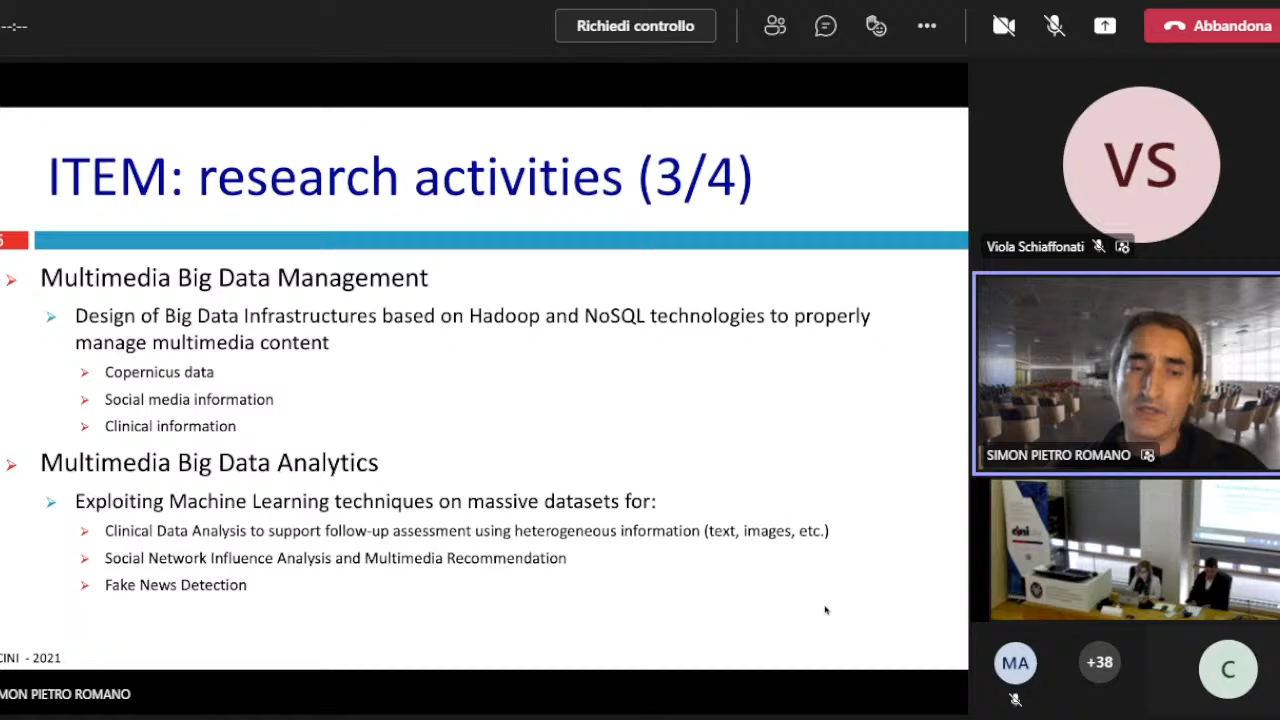 --:--
Richiedi controllo
Abbandona
ITEM: research activities (3/4)
Multimedia Big Data Management
Design of Big Data Infrastructures based on Hadoop and NoSQL technologies to properly
manage multimedia content
Copernicus data
Social media information
Clinical information
Multimedia Big Data Analytics
Exploiting Machine Learning techniques on massive datasets for:
Clinical Data Analysis to support follow-up assessment using heterogeneous information (text, images, etc.)
Social Network Influence Analysis and Multimedia Recommendation
Fake News Detection
CINI - 2021
MON PIETRO ROMANO
VS
Viola Schiaffonati
SIMON PIETRO ROMANO
cini
MA
+38
C